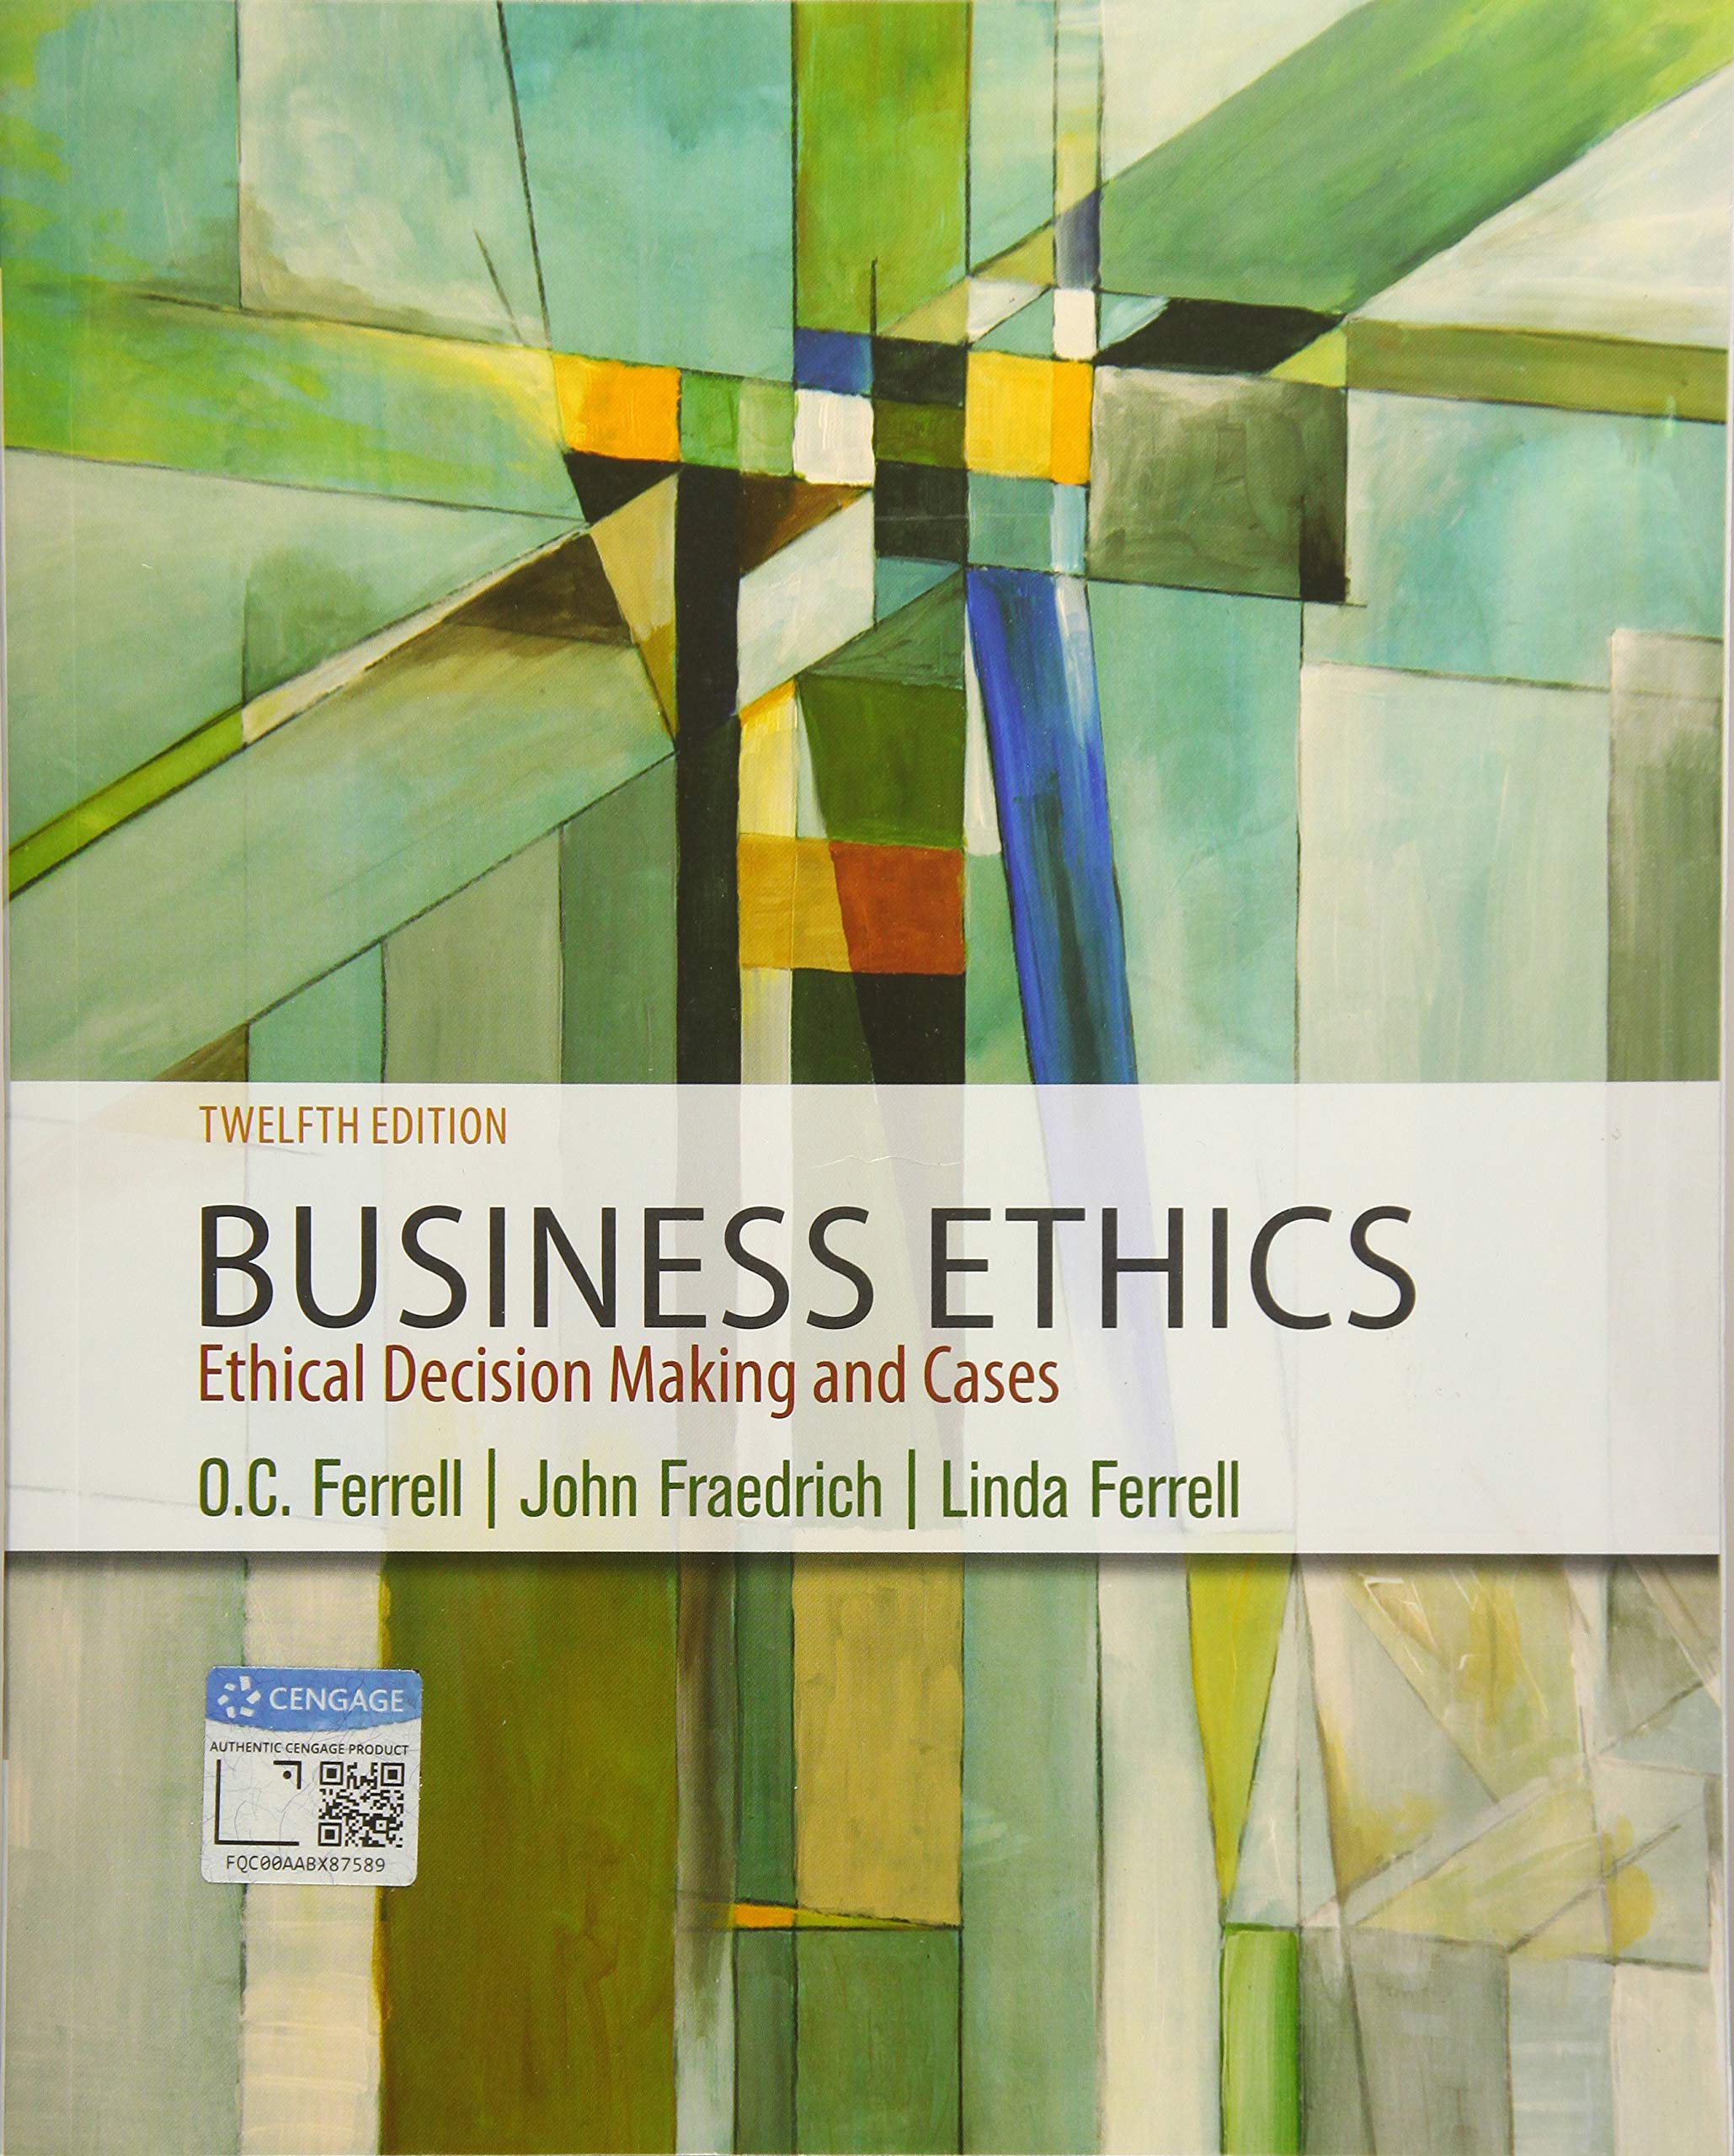 TWELFTH EDITION
BUSINESS ETHICS
Ethical Decision Making and Cases
O.C. Ferrell | John Fraedrich | Linda Ferrell
CENGAGE
AUTHENTIC CENGAGE PRODUCT
FQC00AABX87589